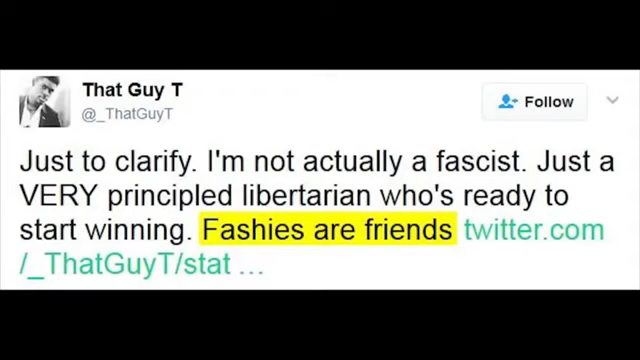 That Guy T
@_ThatGuyT
Follow
Just to clarify. I'm not actually a fascist. Just a
VERY principled libertarian who's ready to
start winning. Fashies are friends twitter.com
/_ThatGuyT/stat ...